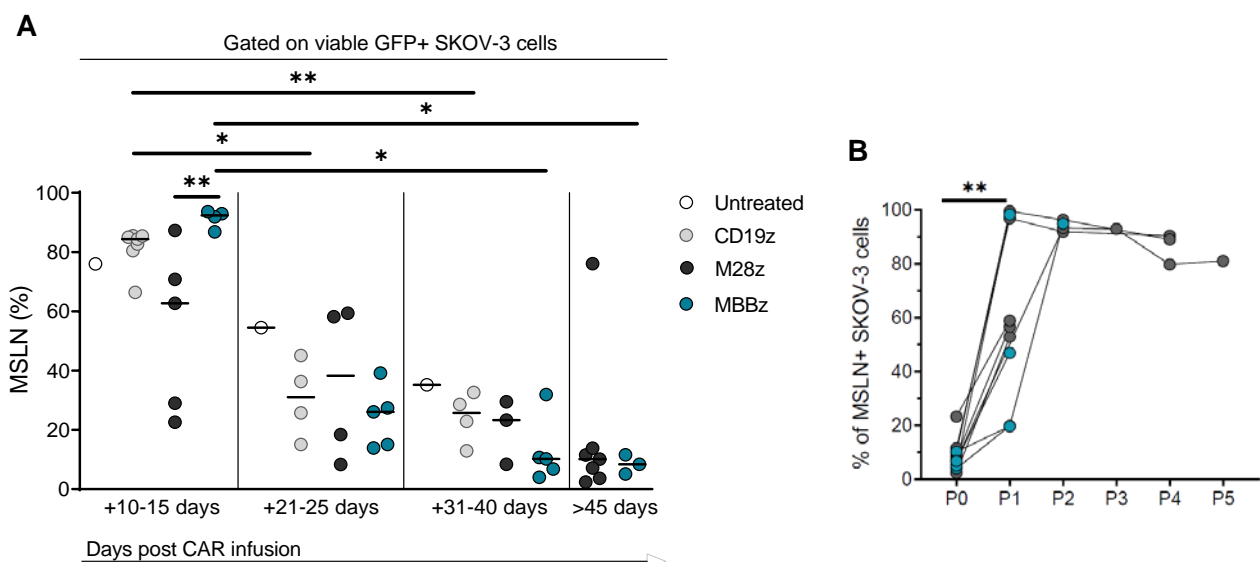 A
Gated on viable GFP+ SKOV-3 cells
**
*
*
*
**
MSLN (%)
100
80
60
40
20
0
+10-15 days
+21-25 days
+31-40 days
>45 days
Days post CAR infusion
Untreated
CD19z
M28z
MBBz
B
**
% of MSLN+ SKOV-3 cells
100
80
60
40
20
0
P0
P1
P2
P3
P4
P5